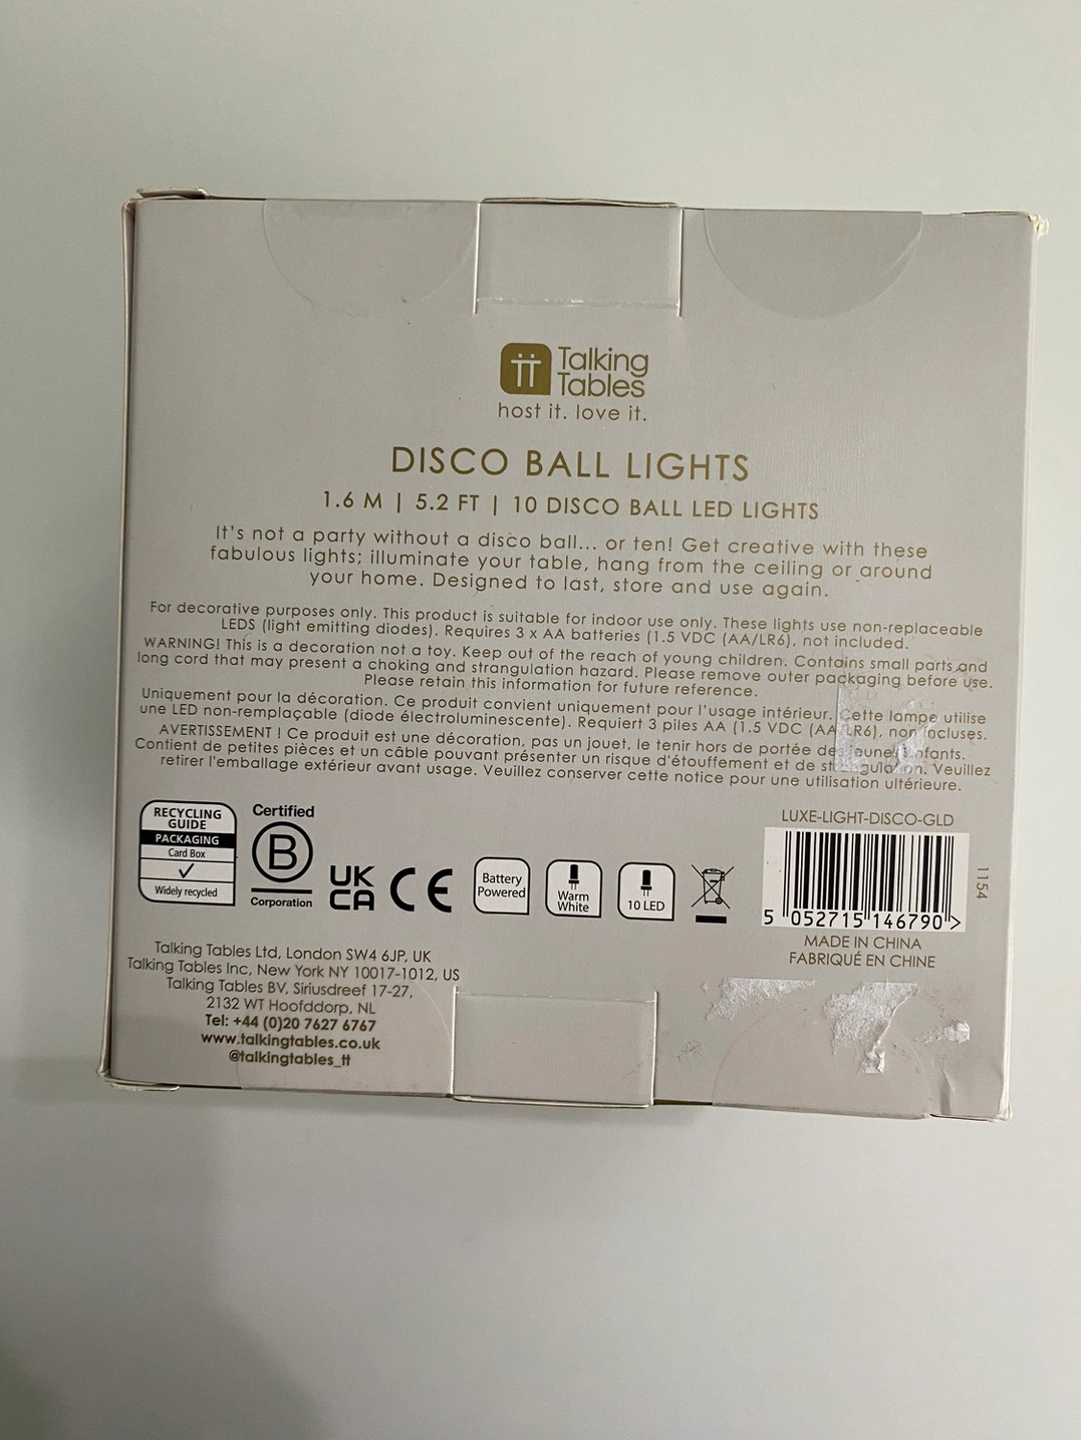 Talking
Tables
host it. love it.
DISCO BALL LIGHTS
1.6 M | 5.2 FT | 10 DISCO BALL LED LIGHTS
It's not a party without a disco ball... or ten! Get creative with these
fabulous lights; illuminate your table, hang from the ceiling or around
your home. Designed to last, store and use again.
For decorative purposes only. This product is suitable for indoor use only. These lights use non-replaceable
LEDS (light emitting diodes). Requires 3 x AA batteries (1.5 VDC (AA/LR6), not included.
WARNING! This is a decoration not a toy. Keep out of the reach of young children. Contains small parts and
long cord that may present a choking and strangulation hazard. Please remove outer packaging before use.
Please retain this information for future reference.
Uniquement pour la décoration. Ce produit convient uniquement pour l'usage intérieur. Cette lampe utilise
une LED non-remplaçable (diode électroluminescente). Requiert 3 piles AA (1.5 VDC (AA/LR6), non incluses.
AVERTISSEMENT ! Ce produit est une décoration, pas un jouet, le tenir hors de portée de jeunes enfants.
Contient de petites pièces et un câble pouvant présenter un risque d'étouffement et de strangulation. Veuillez
retirer l'emballage extérieur avant usage. Veuillez conserver cette notice pour une utilisation ultérieure.
RECYCLING
GUIDE
PACKAGING
Card Box
Widely recycled
Certified
B
Corporation
UK
CA
CE
Battery
Powered
Warm
White
10 LED
LUXE-LIGHT-DISCO-GLD
5 052715 146790 >
1154
MADE IN CHINA
FABRIQUÉ EN CHINE
Talking Tables Ltd, London SW4 6JP, UK
Talking Tables Inc, New York NY 10017-1012, US
Talking Tables BV, Siriusdreef 17-27,
2132 WT Hoofddorp, NL
Tel: +44 (0)20 7627 6767
www.talkingtables.co.uk
@talkingtables_tt